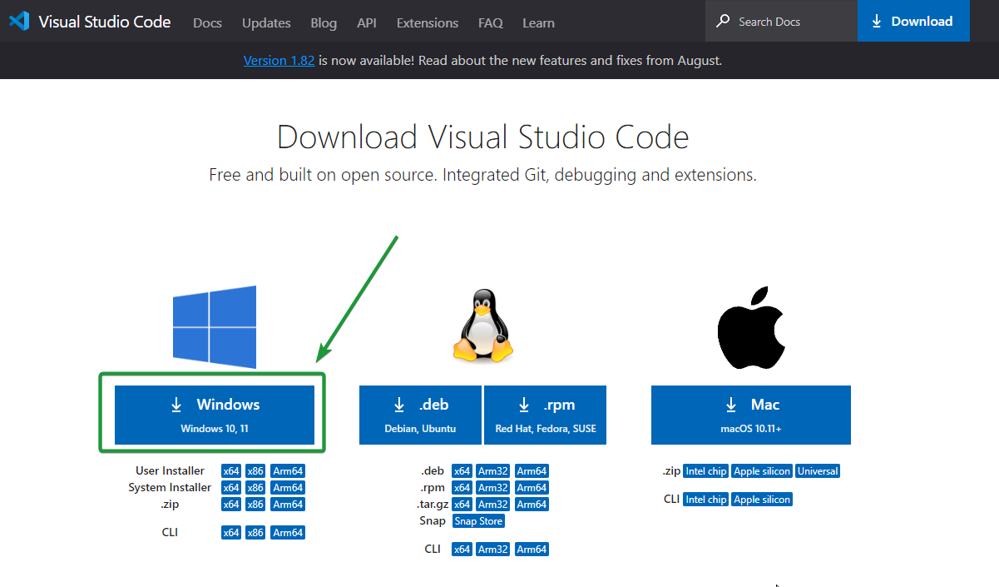 Visual Studio Code Docs Updates Blog API Extensions FAQ Learn Search Docs Download
Version 1.82 is now available! Read about the new features and fixes from August.
Download Visual Studio Code
Free and built on open source. Integrated Git, debugging and extensions.
Windows
Windows 10, 11
User Installer x64 x86 Arm64
System Installer x64 x86 Arm64
.zip x64 x86 Arm64
CLI x64 x86 Arm64
.deb
Debian, Ubuntu
.rpm
Red Hat, Fedora, SUSE
.deb x64 Arm32 Arm64
.rpm x64 Arm32 Arm64
.tar.gz x64 Arm32 Arm64
Snap Snap Store
CLI x64 Arm32 Arm64
Mac
macOS 10.11+
.zip Intel chip Apple silicon Universal
CLI Intel chip Apple silicon